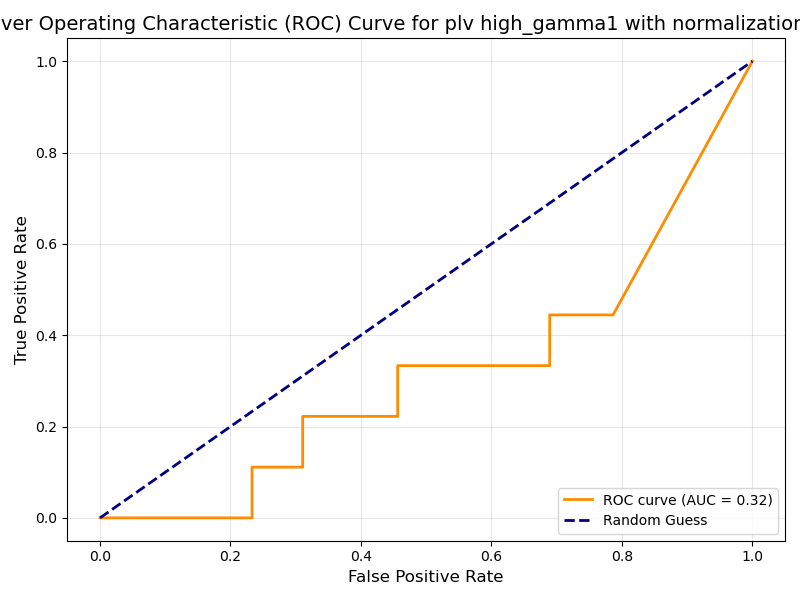 ver Operating Characteristic (ROC) Curve for plv high_gamma1 with normalization
1.0
0.8
0.6
0.4
0.2
0.0
True Positive Rate
0.0 0.2 0.4 0.6 0.8 1.0
False Positive Rate
ROC curve (AUC = 0.32)
Random Guess